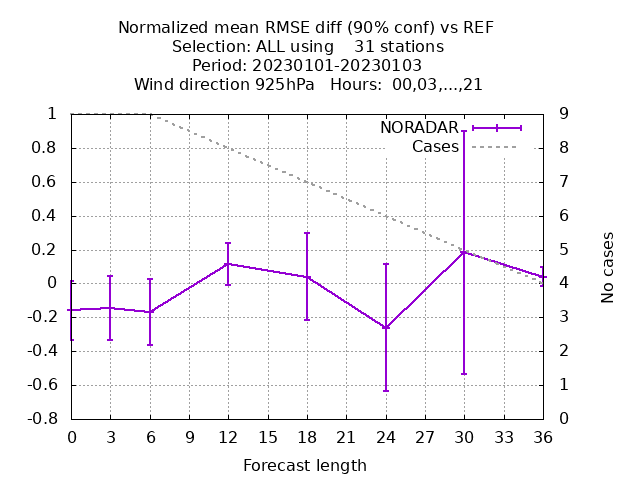 Normalized mean RMSE diff (90% conf) vs REF
Selection: ALL using    31 stations
Period: 20230101-20230103
Wind direction 925hPa   Hours:  00,03,...,21
NORADAR
Cases
1
0.8
0.6
0.4
0.2
0
-0.2
-0.4
-0.6
-0.8
9
8
7
6
5
4
3
2
1
0
No cases
0 3 6 9 12 15 18 21 24 27 30 33 36
Forecast length